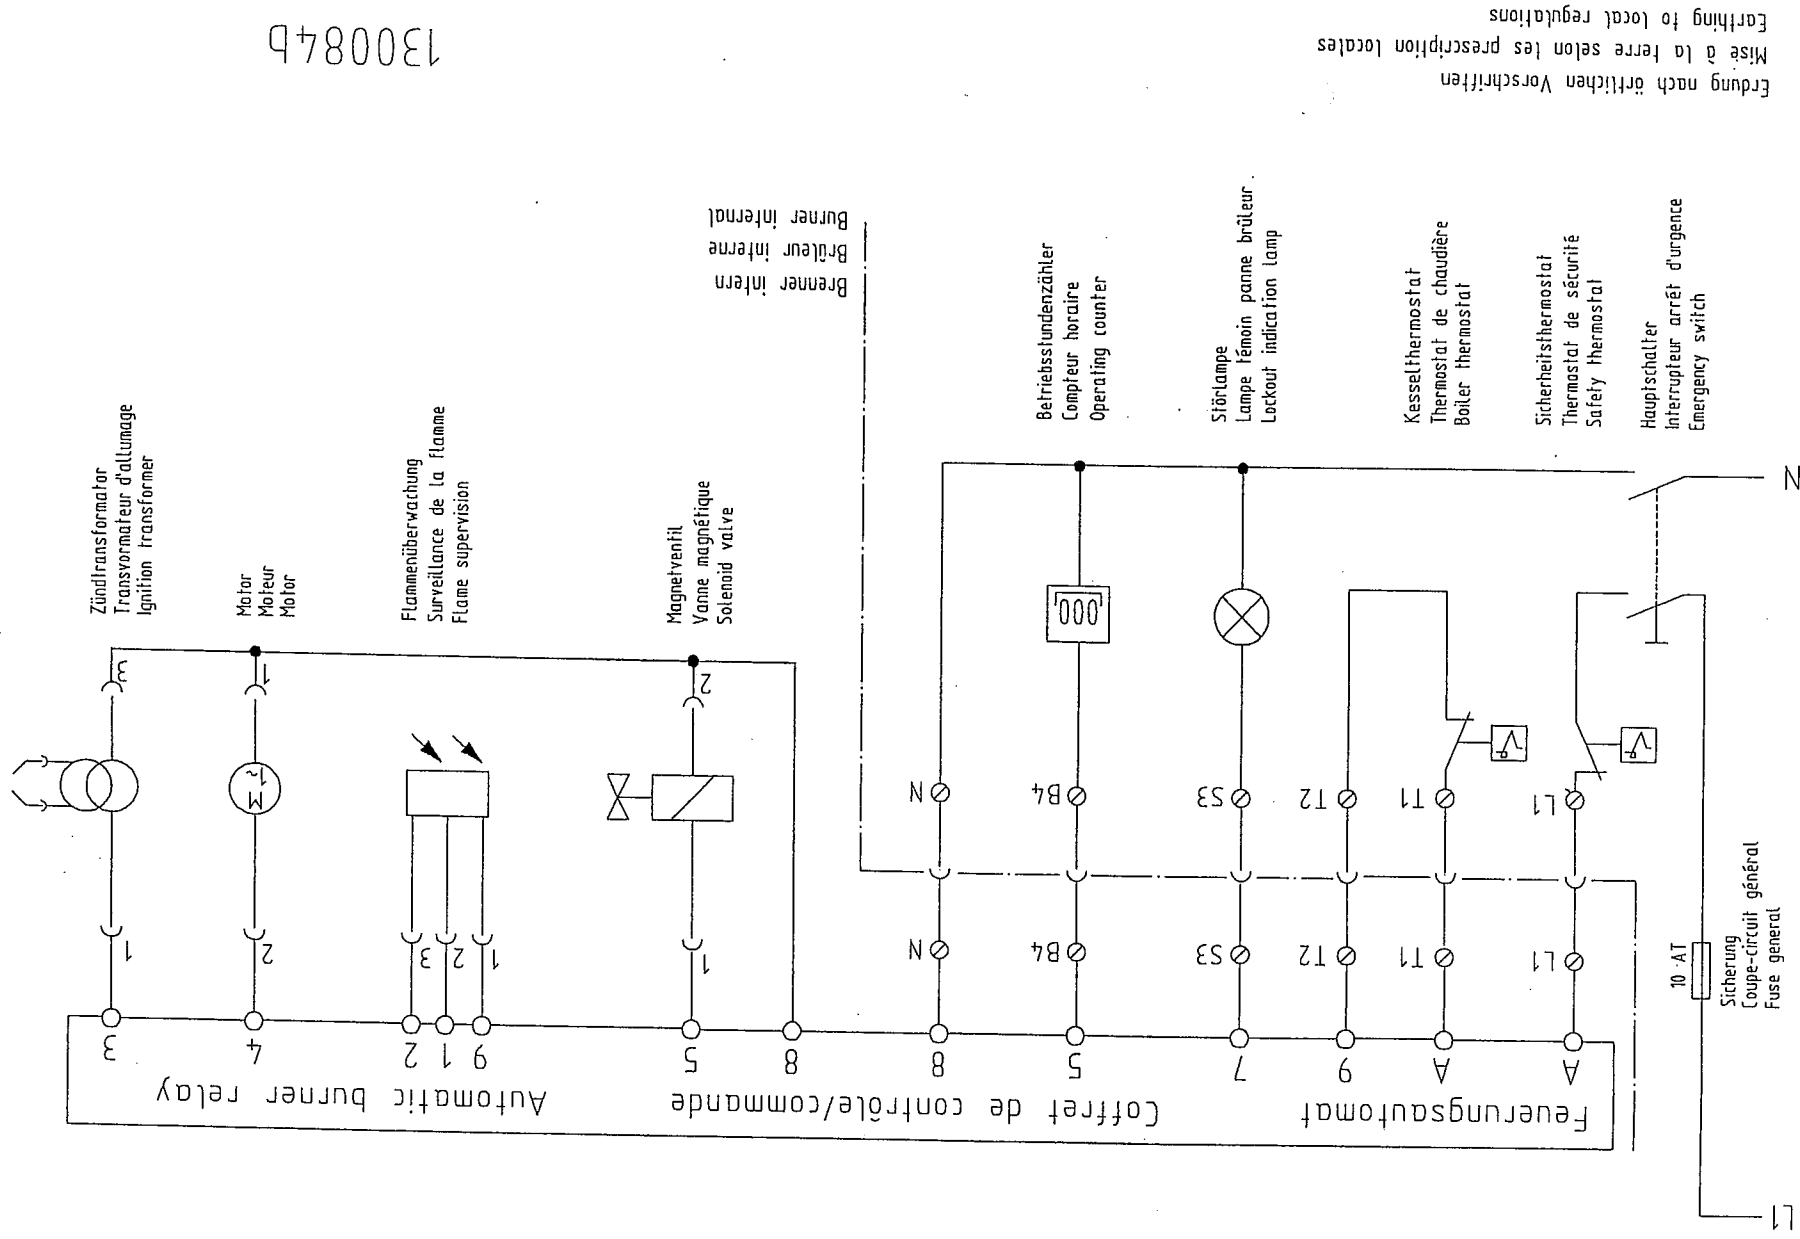 L1
Feuerungsautomat
Coffret de contrôle/commande
Automatic burner relay
A
A
9
7
5
8
8
5
9
1
2
4
3
Sicherung
Coupe-circuit général
Fuse general
10 AT
L1
T1
T2
S3
B4
N
1
1
2
3
2
1
L1
T1
T2
S3
B4
N
M
1~
000
2
1
3
N
Hauptschalter
Interrupteur arrét d'urgence
Emergency switch
Sicherheitsthermostat
Thermostat de sécurité
Safety thermostat
Kesselthermostat
Thermostat de chaudière
Boiler thermostat
Störlampe
Lampe témoin panne brûleur
Lockout indication lamp
Betriebsstundenzähler
Compteur horaire
Operating counter
Magnetventil
Vanne magnétique
Solenoid valve
Flammenüberwachung
Surveillance de la flamme
Flame supervision
Motor
Moteur
Motor
Zündtransformator
Transvormateur d'allumage
Ignition transformer
Brenner intern
Brûleur interne
Burner internal
Erdung nach örtlichen Vorschriften
Mise à la terre selon les prescription locales
Earthing to local regulations
130084b